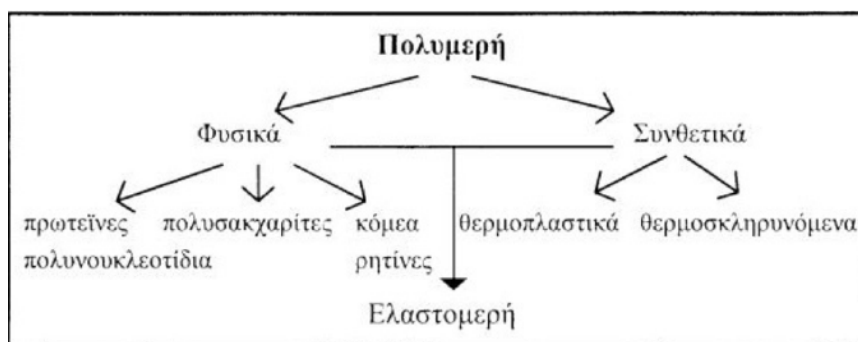 Πολυμερή
Φυσικά Συνθετικά
πρωτεΐνες πολυσακχαρίτες κόμεα θερμοπλαστικά θερμοσκληρυνόμενα
πολυνουκλεοτίδια ρητίνες
Ελαστομερή